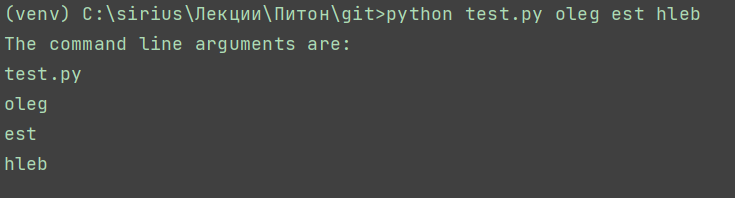 (venv) C:\sirius\Лекции\Питон\git>python test.py oleg est hleb
The command line arguments are:
test.py
oleg
est
hleb